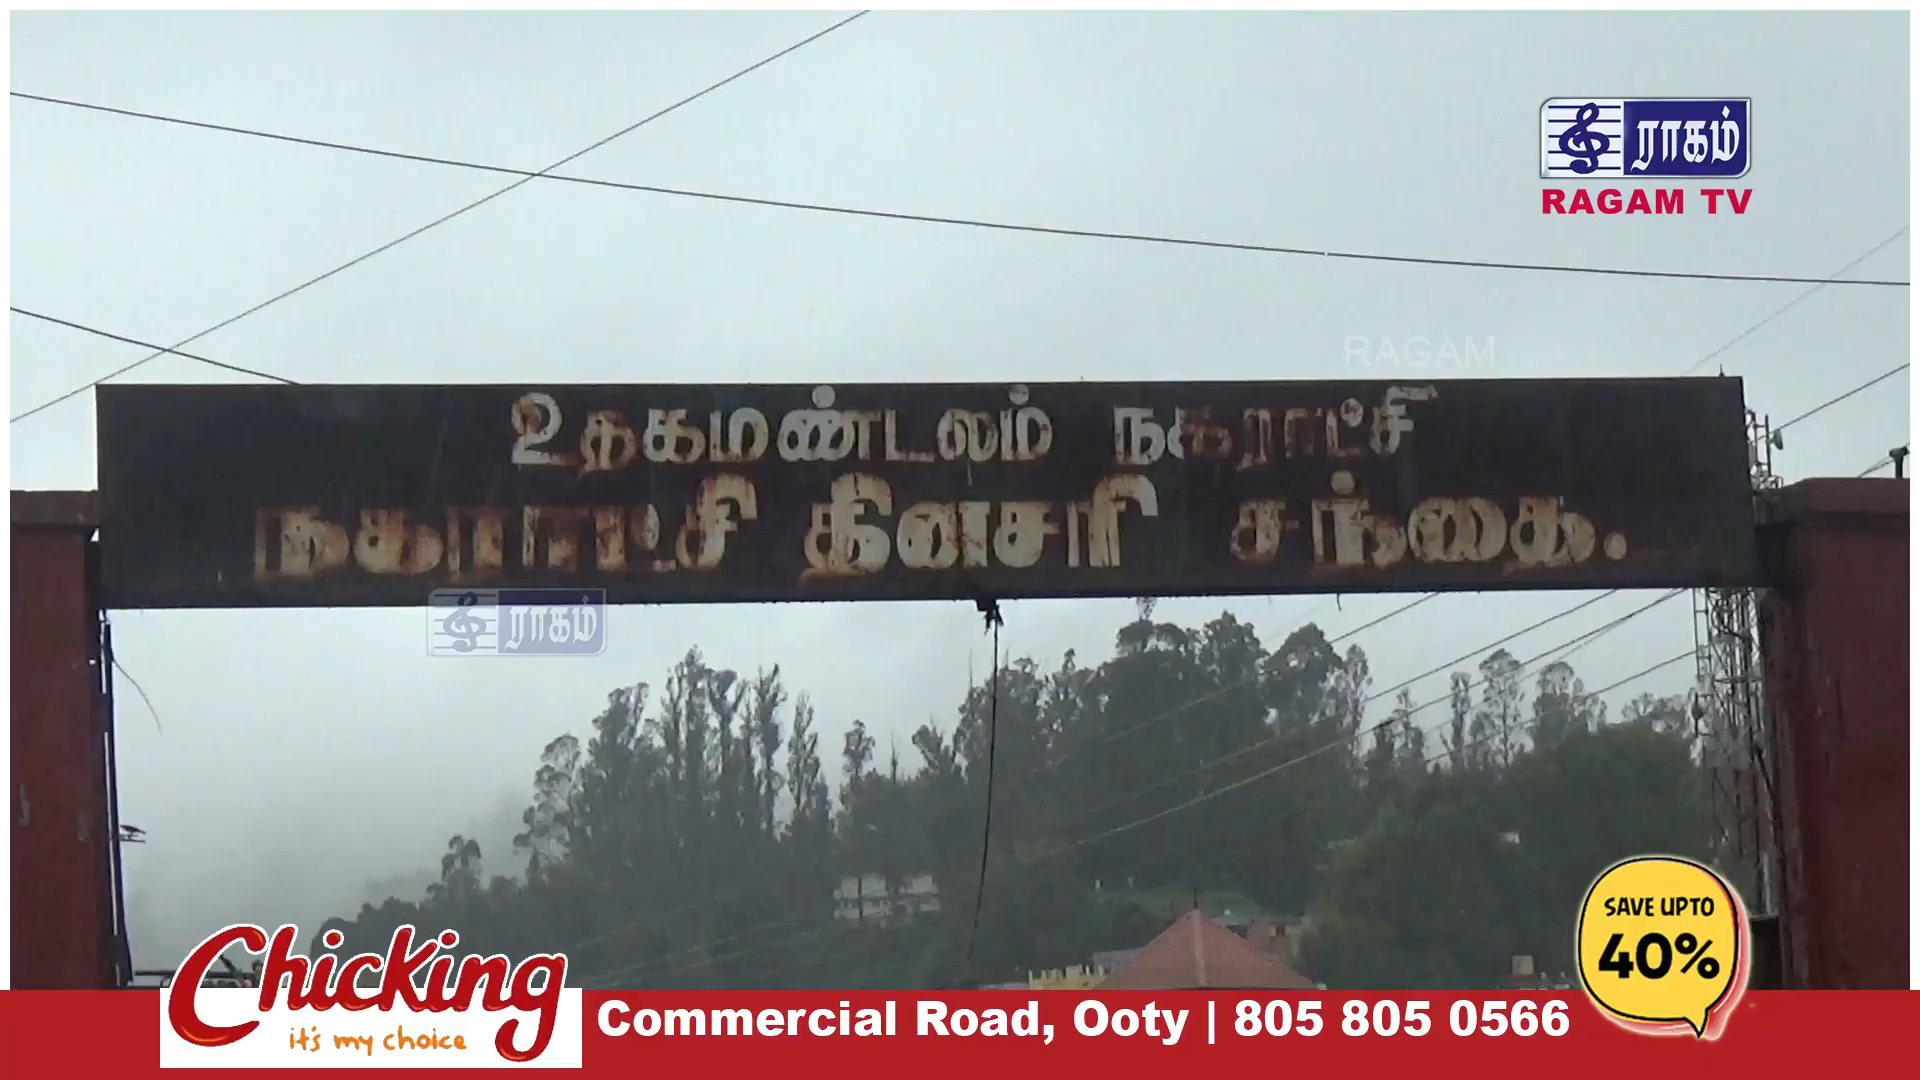 ராகம்
RAGAM TV
RAGAM
உதகமண்டலம் நகராட்சி
நகராட்சி தினசரி சந்தை.
ராகம்
SAVE UPTO
40%
Chicking
it's my choice
Commercial Road, Ooty | 805 805 0566